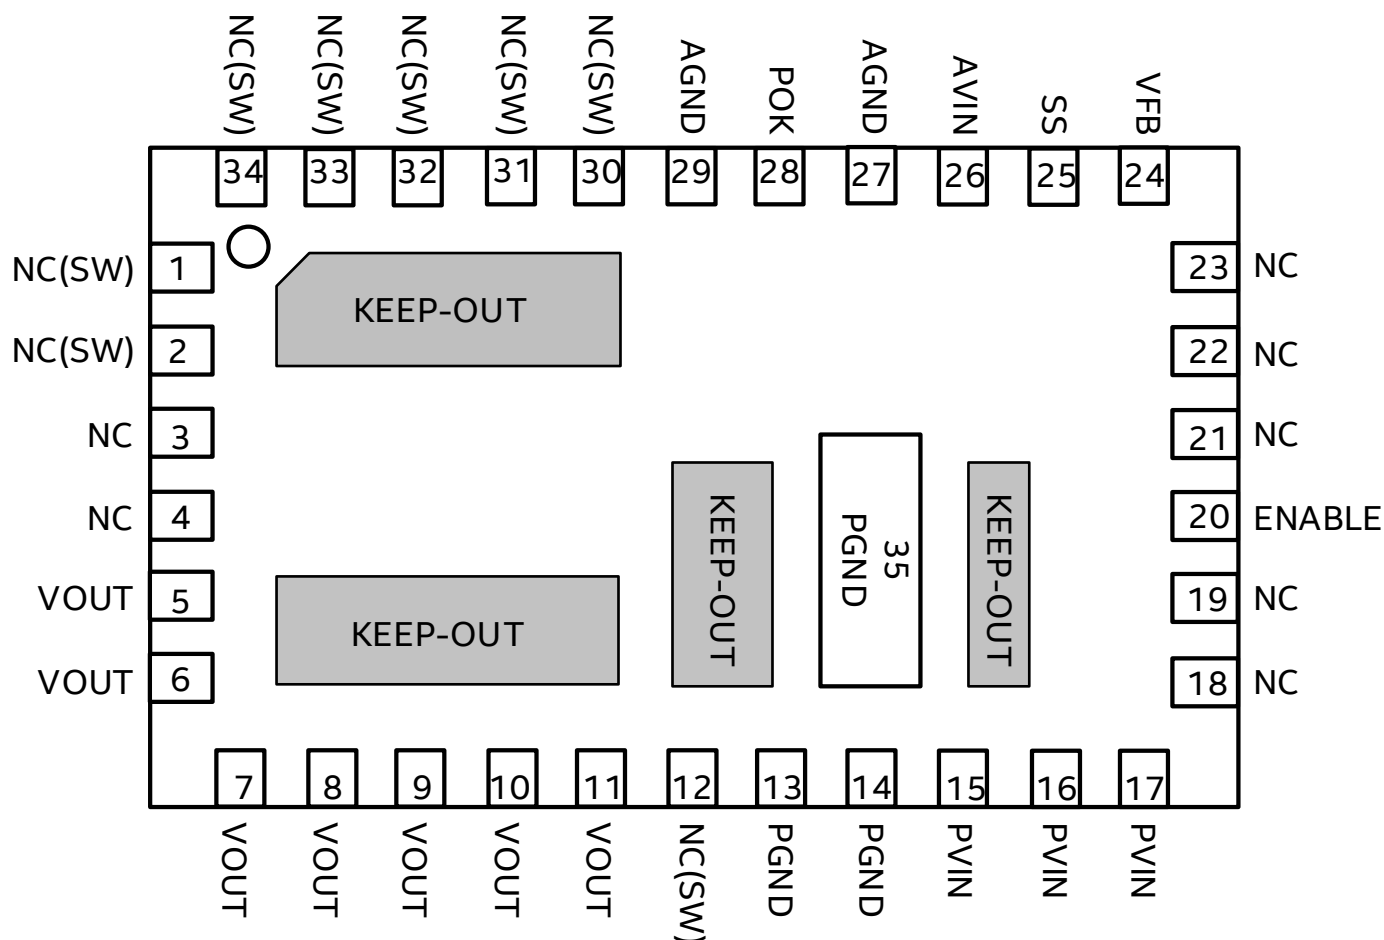 NC(SW) NC(SW) NC(SW) NC(SW) NC(SW) AGND POK AGND AVIN SS VFB
34 33 32 31 30 29 28 27 26 25 24
NC(SW) 1
NC(SW) 2
NC 3
NC 4
VOUT 5
VOUT 6
KEEP-OUT
KEEP-OUT
KEEP-OUT
35
PGND
KEEP-OUT
23 NC
22 NC
21 NC
20 ENABLE
19 NC
18 NC
7 8 9 10 11 12 13 14 15 16 17
VOUT VOUT VOUT VOUT VOUT NC(SW) PGND PGND PVIN PVIN PVIN